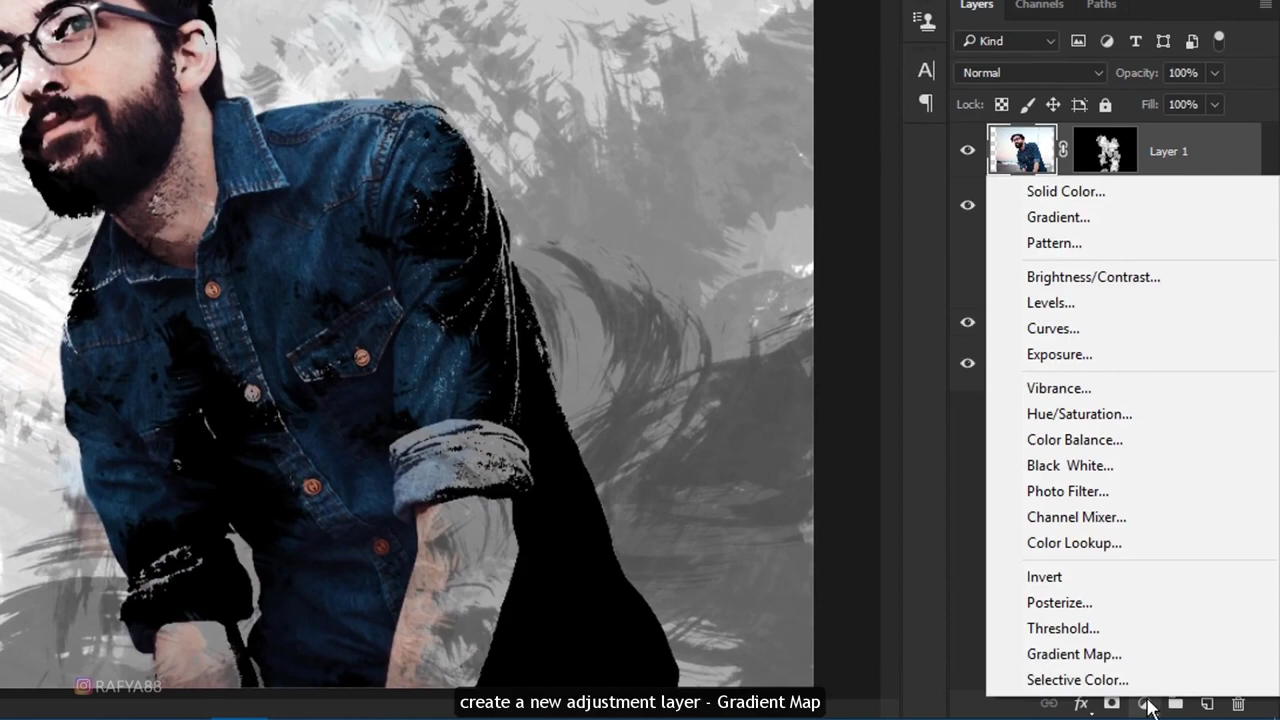 Layers Channels Paths
Kind
Normal Opacity: 100%
Lock: Fill: 100%
Layer 1
Solid Color...
Gradient...
Pattern...
Brightness/Contrast...
Levels...
Curves...
Exposure...
Vibrance...
Hue/Saturation...
Color Balance...
Black White...
Photo Filter...
Channel Mixer...
Color Lookup...
Invert
Posterize...
Threshold...
Gradient Map...
Selective Color...
fx
RAFYA88
create a new adjustment layer - Gradient Map